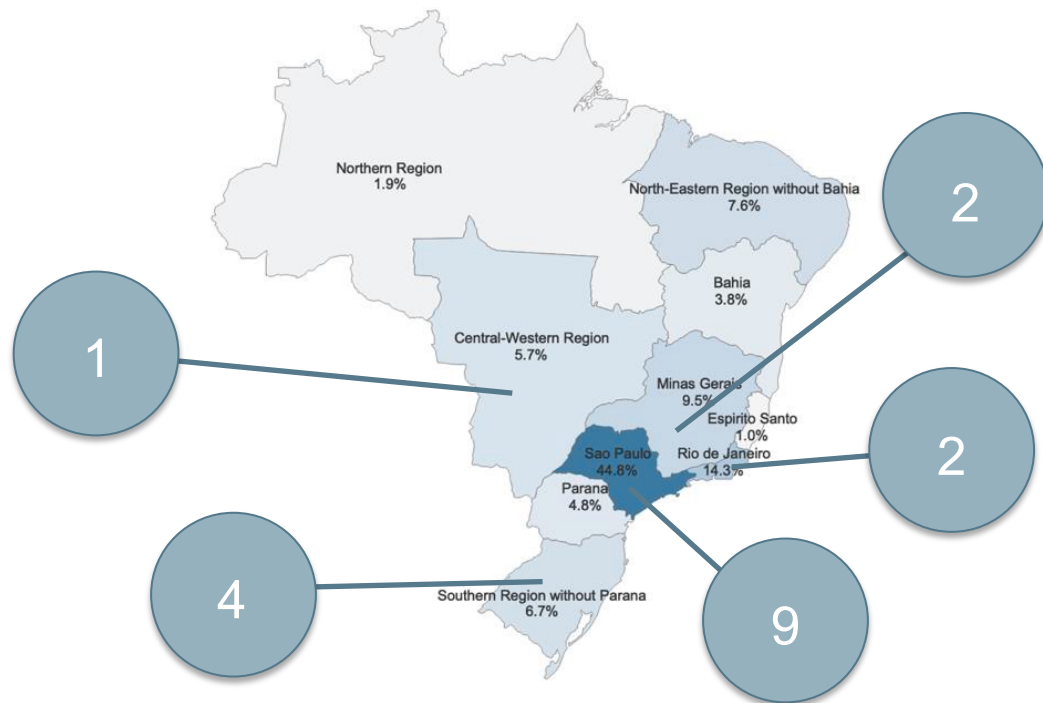 Northern Region
1.9%
North-Eastern Region without Bahia
7.6%
2
Bahia
3.8%
1
Central-Western Region
5.7%
Minas Gerais
9.5%
Espirito Santo
1.0%
Sao Paulo
44.8%
Rio de Janeiro
14.3%
2
Parana
4.8%
4
Southern Region without Parana
6.7%
9